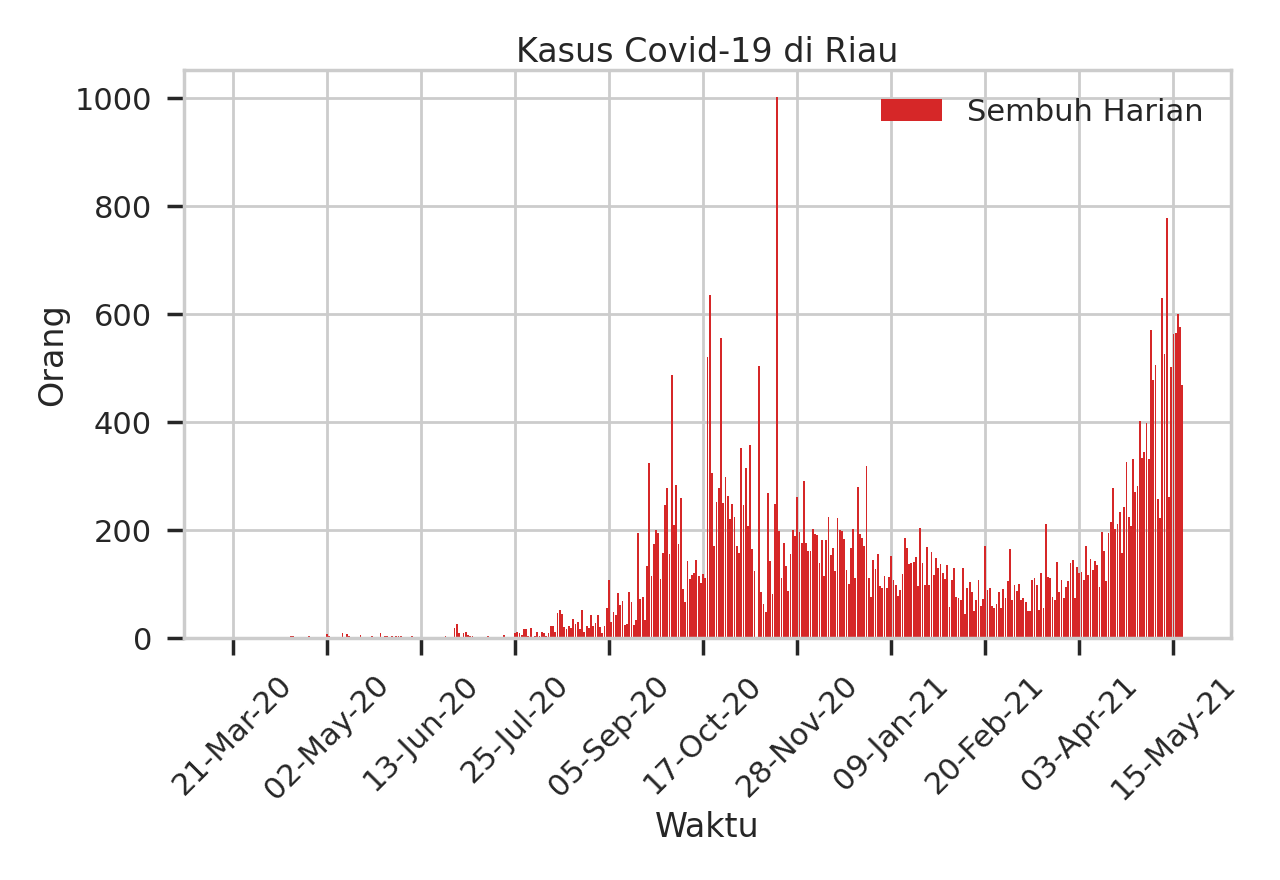 Kasus Covid-19 di Riau
Sembuh Harian
Orang
1000
800
600
400
200
0
21-Mar-20
02-May-20
13-Jun-20
25-Jul-20
05-Sep-20
17-Oct-20
28-Nov-20
09-Jan-21
20-Feb-21
03-Apr-21
15-May-21
Waktu